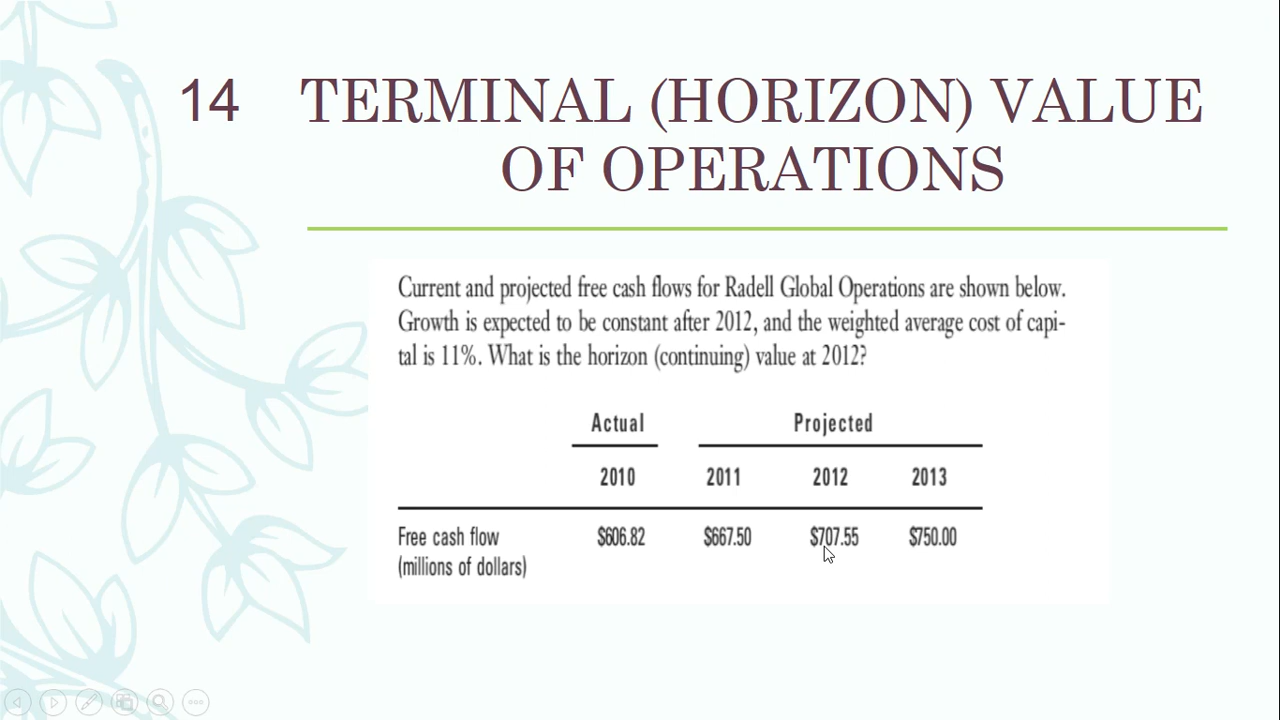 14 TERMINAL (HORIZON) VALUE
OF OPERATIONS
Current and projected free cash flows for Radell Global Operations are shown below.
Growth is expected to be constant after 2012, and the weighted average cost of capi-
tal is 11%. What is the horizon (continuing) value at 2012?
Actual Projected
2010 2011 2012 2013
Free cash flow $606.82 $667.50 $707.55 $750.00
(millions of dollars)